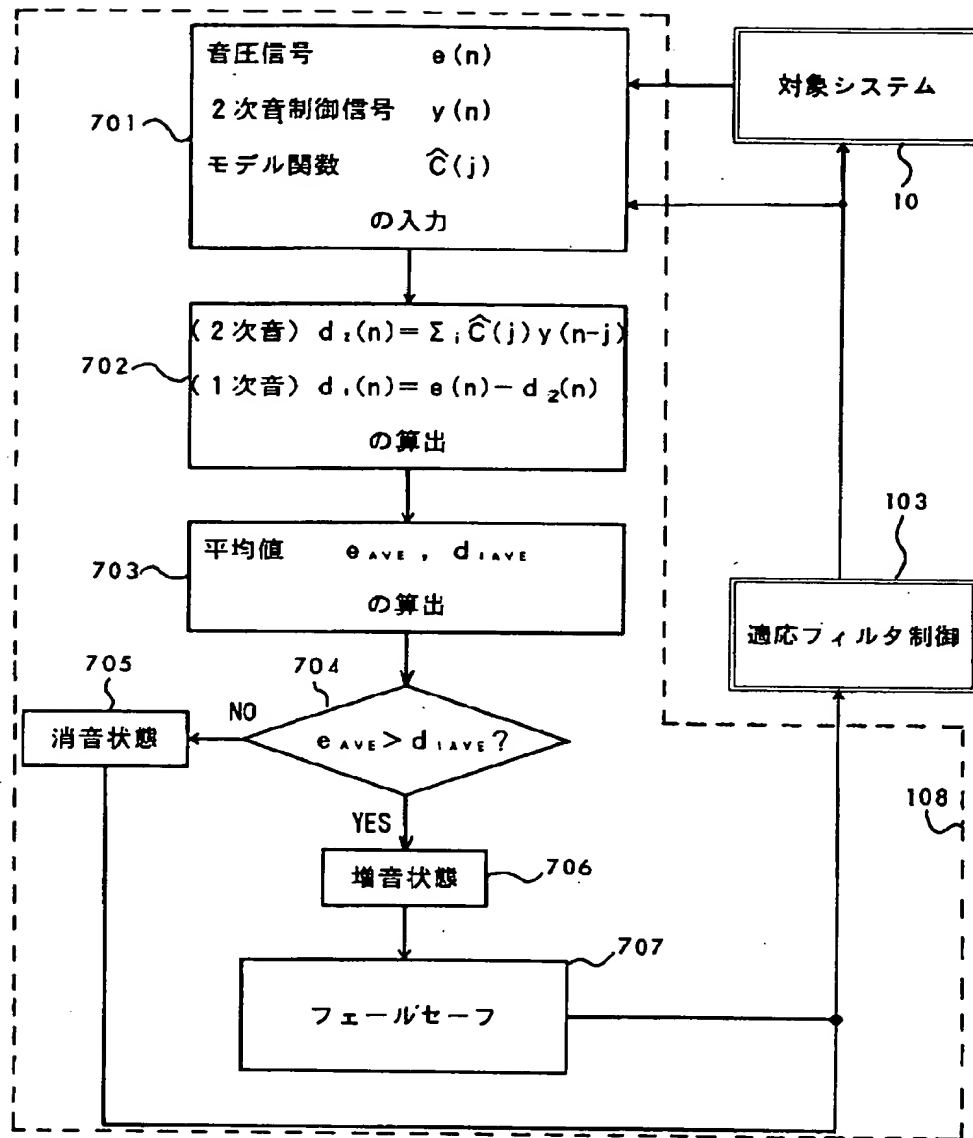 音圧信号 e(n)
2次音制御信号 y(n)
モデル関数 Ĉ(j)
の入力
701
対象システム
10
(2次音) d₂(n)=Σⱼ Ĉ(j)y(n-j)
(1次音) d₁(n)=e(n)-d₂(n)
の算出
702
平均値 e AVE , d 1AVE
の算出
703
103
適応フィルタ制御
704
705
NO
消音状態
e AVE > d 1AVE ?
YES
108
増音状態
706
707
フェールセーフ